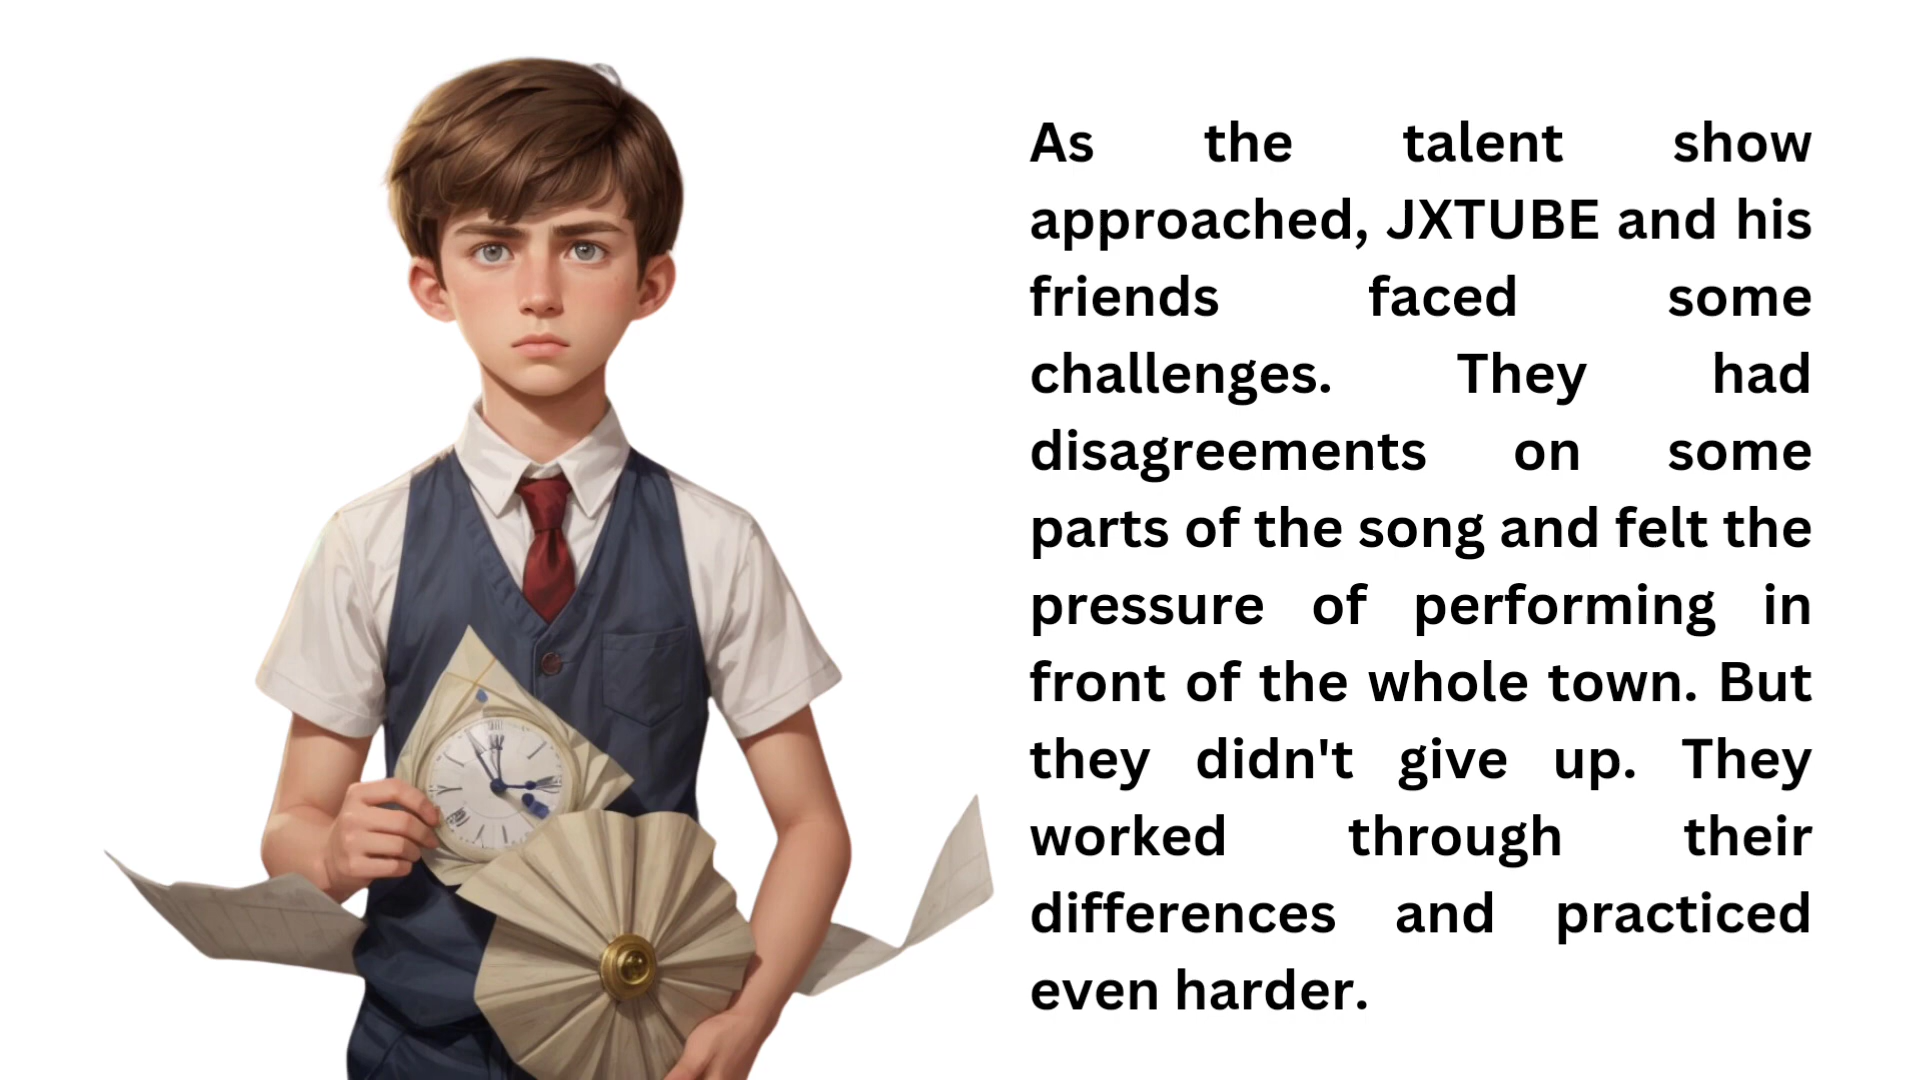 As the talent show
approached, JXTUBE and his
friends faced some
challenges. They had
disagreements on some
parts of the song and felt the
pressure of performing in
front of the whole town. But
they didn't give up. They
worked through their
differences and practiced
even harder.